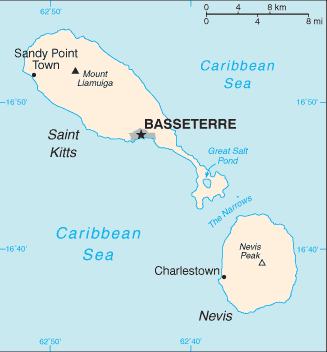 62°50'
62°40'
0 4 8 km
0 4 8 mi
Sandy Point
Town
Mount
Liamuiga
Caribbean
Sea
16°50'
16°50'
BASSETERRE
Saint
Kitts
Great Salt
Pond
The Narrows
Caribbean
Sea
16°40'
16°40'
Nevis
Peak
Charlestown
Nevis
62°50'
62°40'